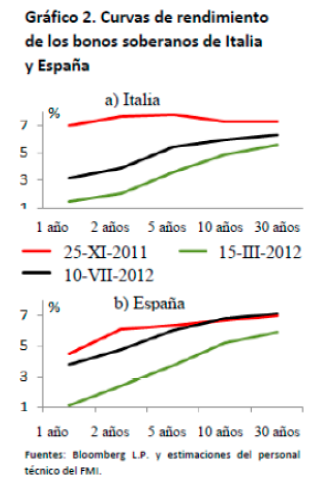 Gráfico 2. Curvas de rendimiento
de los bonos soberanos de Italia
y España
a) Italia
%
7
5
3
1
1 año 2 años 5 años 10 años 30 años
25-XI-2011 15-III-2012
10-VII-2012
b) España
%
7
5
3
1
1 año 2 años 5 años 10 años 30 años
Fuentes: Bloomberg L.P. y estimaciones del personal
técnico del FMI.